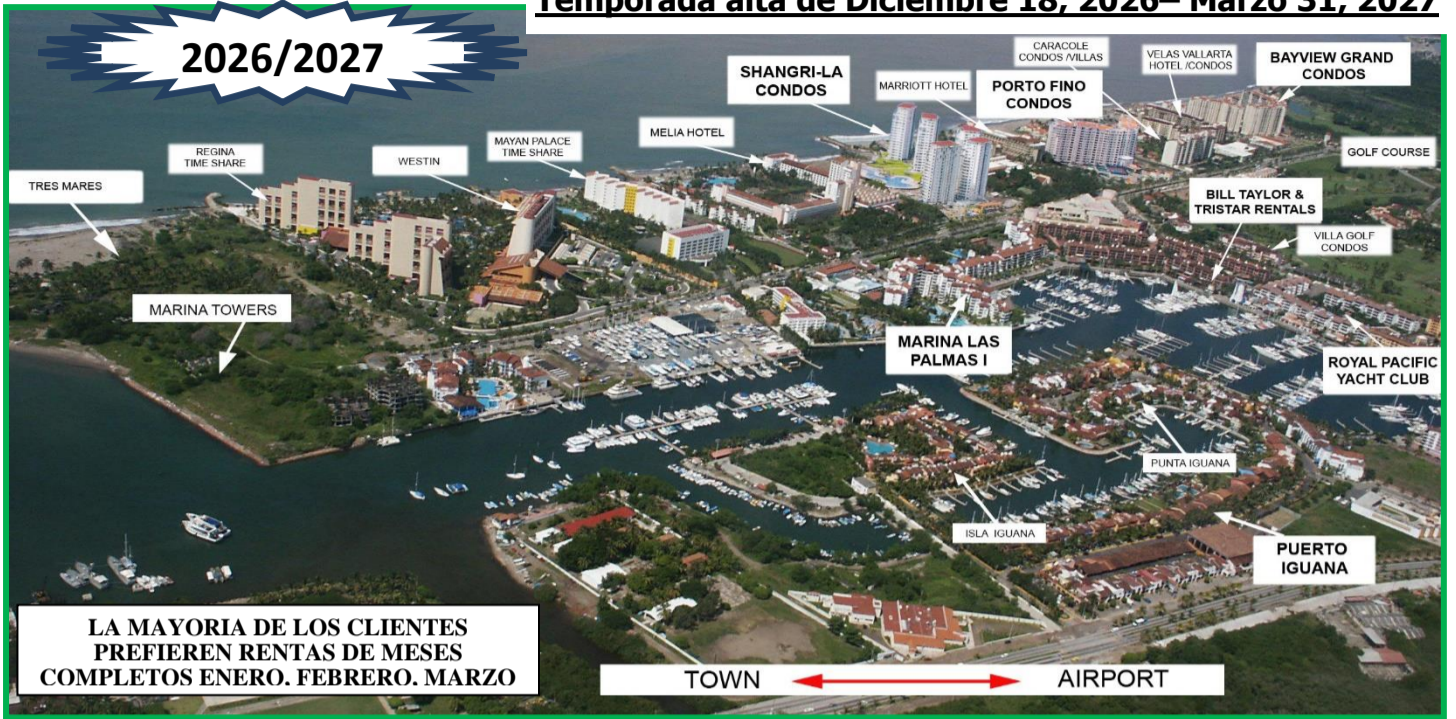 Temporada alta de Diciembre 18, 2026– Marzo 31, 2027
2026/2027
CARACOLE
CONDOS /VILLAS
VELAS VALLARTA
HOTEL /CONDOS
BAYVIEW GRAND
CONDOS
SHANGRI-LA
CONDOS
MARRIOTT HOTEL
PORTO FINO
CONDOS
MELIA HOTEL
MAYAN PALACE
TIME SHARE
REGINA
TIME SHARE
WESTIN
GOLF COURSE
TRES MARES
BILL TAYLOR &
TRISTAR RENTALS
VILLA GOLF
CONDOS
MARINA TOWERS
MARINA LAS
PALMAS I
ROYAL PACIFIC
YACHT CLUB
PUNTA IGUANA
ISLA IGUANA
PUERTO
IGUANA
LA MAYORIA DE LOS CLIENTES
PREFIEREN RENTAS DE MESES
COMPLETOS ENERO. FEBRERO. MARZO
TOWN
AIRPORT